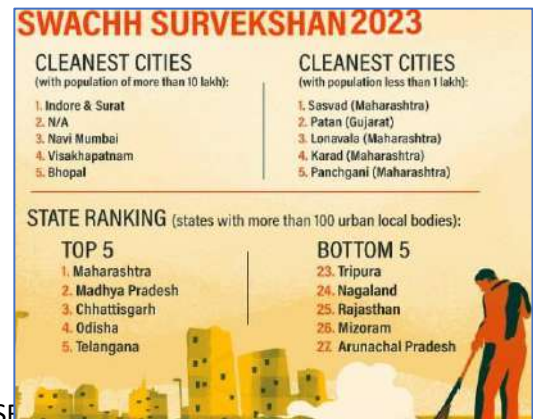 SWACHH SURVEKSHAN 2023
CLEANEST CITIES
(with population of more than 10 lakh):
1. Indore & Surat
2. N/A
3. Navi Mumbai
4. Visakhapatnam
5. Bhopal
CLEANEST CITIES
(with population less than 1 lakh):
1. Sasvad (Maharashtra)
2. Patan (Gujarat)
3. Lonavala (Maharashtra)
4. Karad (Maharashtra)
5. Panchgani (Maharashtra)
STATE RANKING (states with more than 100 urban local bodies):
TOP 5
1. Maharashtra
2. Madhya Pradesh
3. Chhattisgarh
4. Odisha
5. Telangana
BOTTOM 5
23. Tripura
24. Nagaland
25. Rajasthan
26. Mizoram
27. Arunachal Pradesh